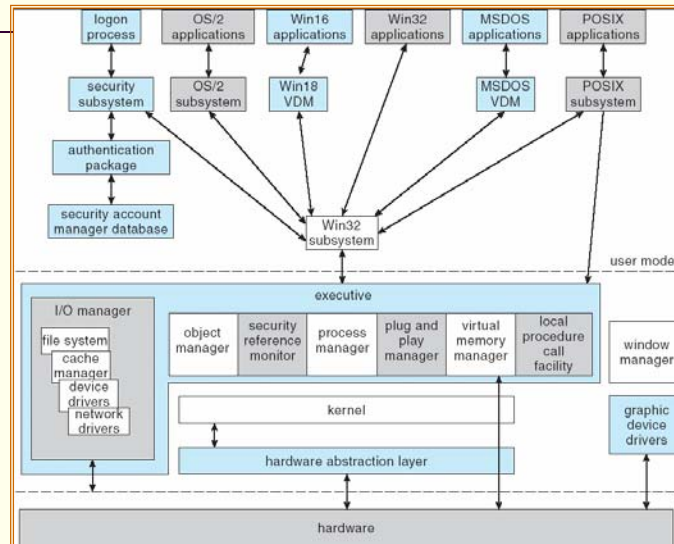 logon
process
OS/2
applications
Win16
applications
Win32
applications
MSDOS
applications
POSIX
applications
security
subsystem
OS/2
subsystem
Win18
VDM
MSDOS
VDM
POSIX
subsystem
authentication
package
security account
manager database
Win32
subsystem
user mode
executive
I/O manager
file system
cache
manager
device
drivers
network
drivers
object
manager
security
reference
monitor
process
manager
plug and
play
manager
virtual
memory
manager
local
procedure
call
facility
window
manager
kernel
graphic
device
drivers
hardware abstraction layer
hardware